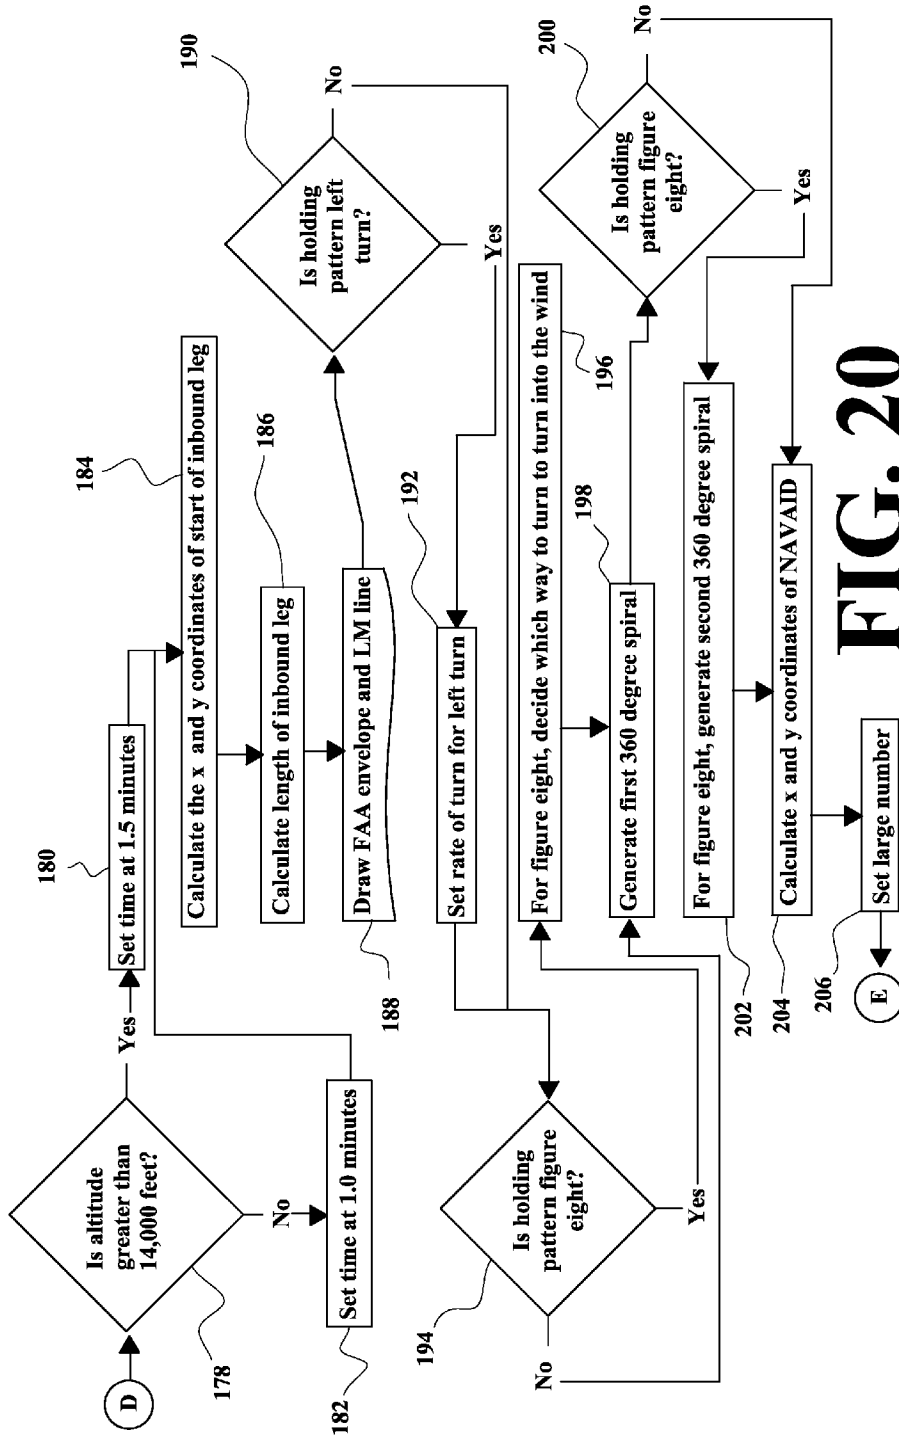 D
Is altitude
greater than
14,000 feet?
178
Yes
No
180
Set time at 1.5 minutes
182
Set time at 1.0 minutes
184
Calculate the x and y coordinates of start of inbound leg
186
Calculate length of inbound leg
188
Draw FAA envelope and LM line
190
Is holding
pattern left
turn?
No
Yes
192
Set rate of turn for left turn
194
Is holding
pattern figure
eight?
No
Yes
196
For figure eight, decide which way to turn to turn into the wind
198
Generate first 360 degree spiral
200
Is holding
pattern figure
eight?
No
Yes
202
For figure eight, generate second 360 degree spiral
204
Calculate x and y coordinates of NAVAID
206
Set large number
E
FIG. 20